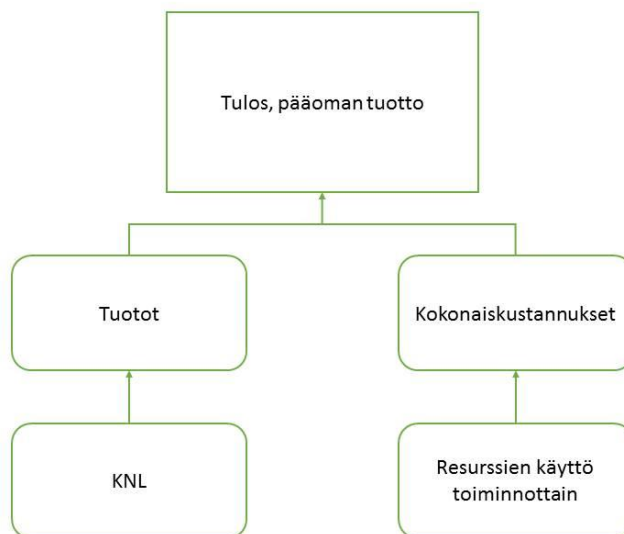 Tulos, pääoman tuotto
Tuotot
Kokonaiskustannukset
KNL
Resurssien käyttö
toiminnottain